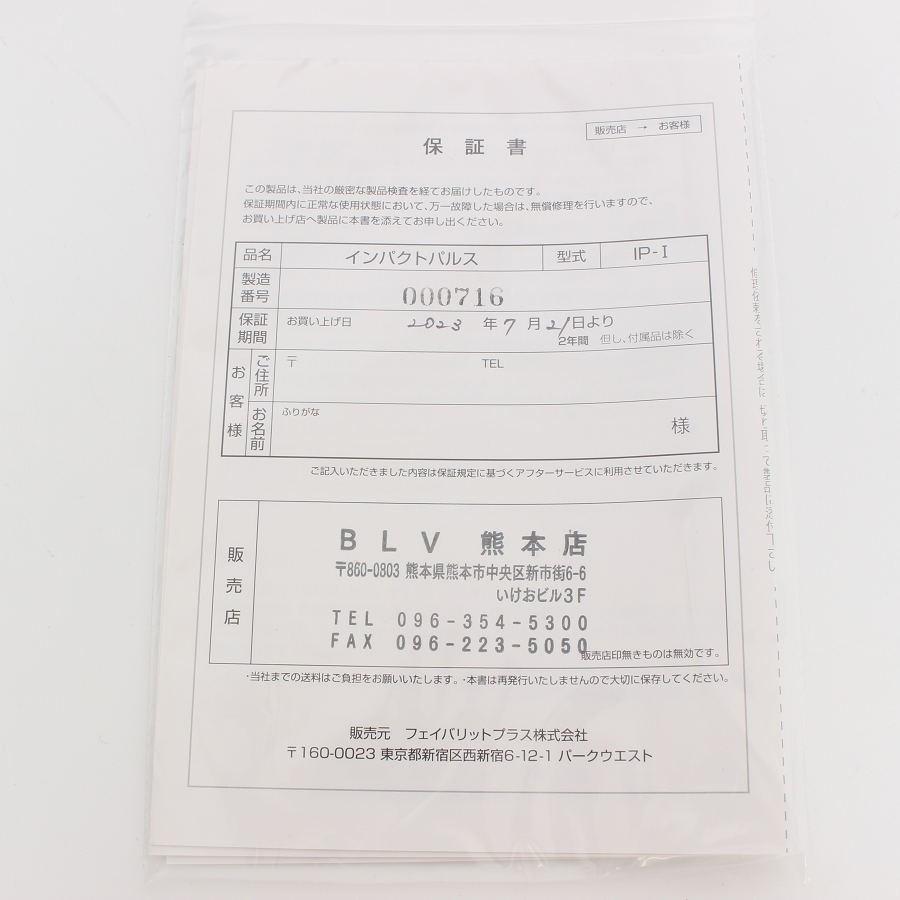 販売店 → お客様
保証書
この製品は、当社の厳密な製品検査を経てお届けしたものです。
保証期間内に正常な使用状態において、万一故障した場合は、無償修理を行いますので、
お買い上げ店へ製品に本書を添えてお申し出ください。
品名 インパクトパルス 型式 IP-I
製造番号 000716
保証期間 お買い上げ日 2023 年 7 月 21 日より
2年間 但し、付属品は除く
お客様 ご住所 〒 TEL
お名前 ふりがな 様
ご記入いただきました内容は保証規定に基づくアフターサービスに利用させていただきます。
販売店
BLV 熊本店
〒860-0803 熊本県熊本市中央区新市街6-6
いけおビル3F
TEL 096-354-5300
FAX 096-223-5050
販売店印無きものは無効です。
・当社までの送料はご負担をお願いいたします。・本書は再発行いたしませんので大切に保存してください。
販売元 フェイバリットプラス株式会社
〒160-0023 東京都新宿区西新宿6-12-1 パークウエスト